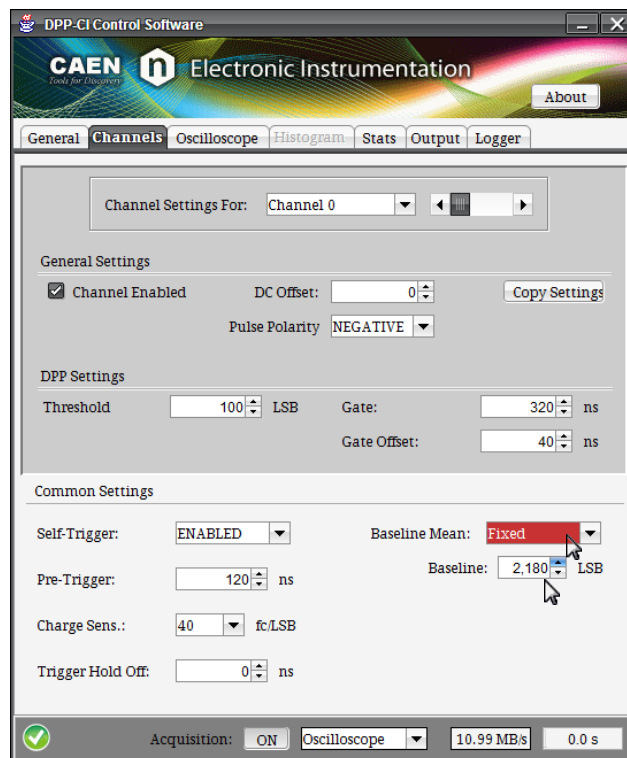 DPP-CI Control Software
CAEN n Electronic Instrumentation
Tools for Discovery
About
General Channels Oscilloscope Histogram Stats Output Logger
Channel Settings For: Channel 0
General Settings
Channel Enabled DC Offset: 0 Copy Settings
Pulse Polarity NEGATIVE
DPP Settings
Threshold 100 LSB Gate: 320 ns
Gate Offset: 40 ns
Common Settings
Self-Trigger: ENABLED Baseline Mean: Fixed
Pre-Trigger: 120 ns Baseline: 2,180 LSB
Charge Sens.: 40 fc/LSB
Trigger Hold Off: 0 ns
Acquisition: ON Oscilloscope 10.99 MB/s 0.0 s